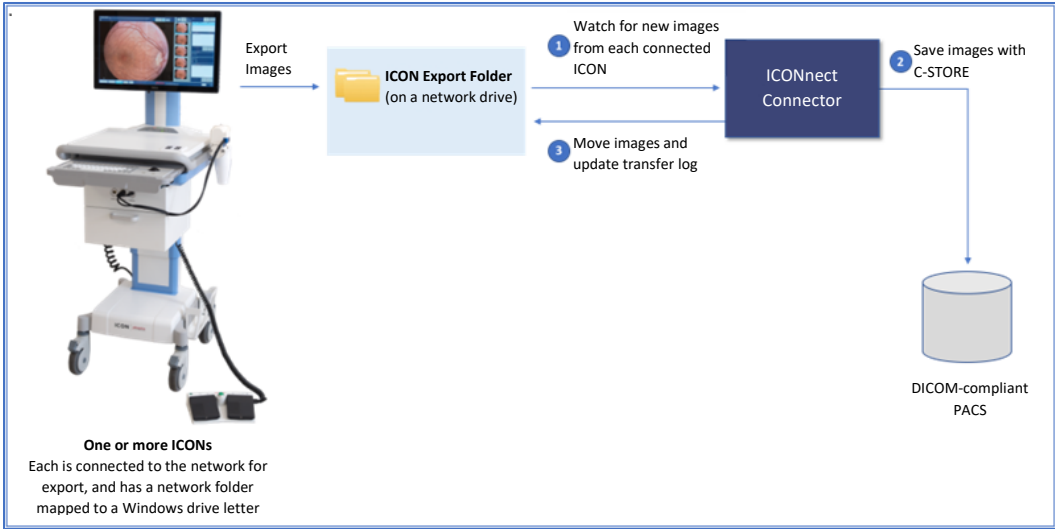 .
Export
Images
ICON Export Folder
(on a network drive)
1
Watch for new images
from each connected
ICON
ICONnect
Connector
2
Save images with
C-STORE
3
Move images and
update transfer log
DICOM-compliant
PACS
ICON
One or more ICONs
Each is connected to the network for
export, and has a network folder
mapped to a Windows drive letter